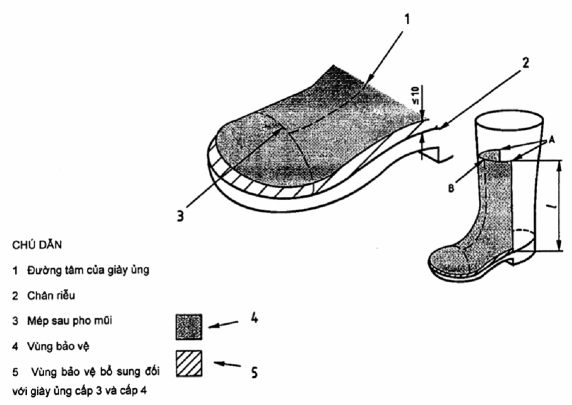 1
2
≤ 10
A
B
l
3
CHÚ DẪN
1 Đường tâm của giày ủng
2 Chân riễu
3 Mép sau pho mũi
4 Vùng bảo vệ
5 Vùng bảo vệ bổ sung đối
với giày ủng cấp 3 và cấp 4
4
5